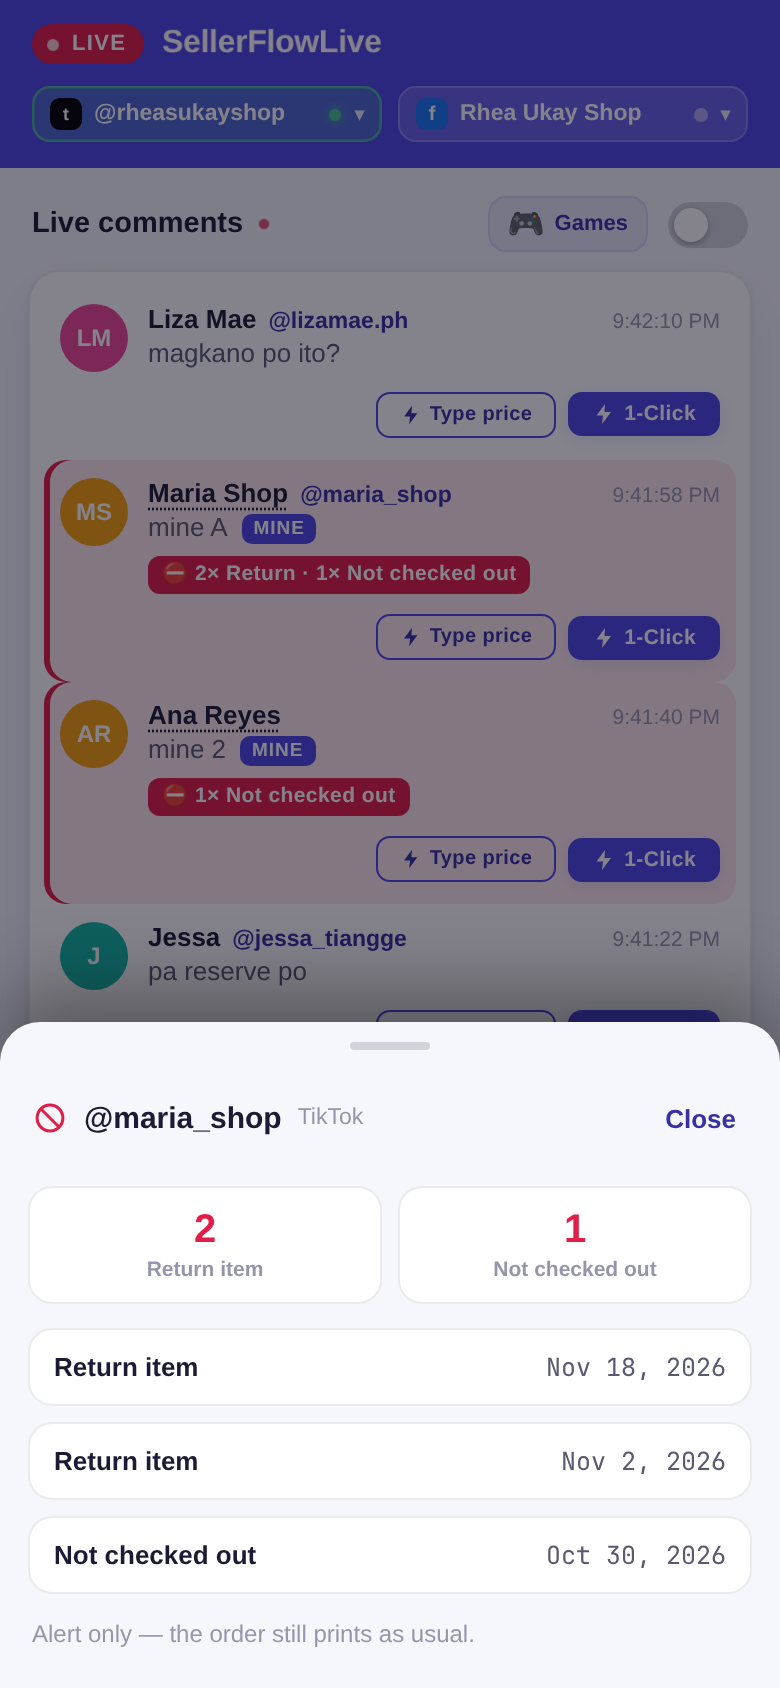 LIVE SellerFlowLive
t @rheasukayshop ▾ f Rhea Ukay Shop ▾
Live comments Games
LM Liza Mae @lizamae.ph 9:42:10 PM
magkano po ito?
Type price 1-Click
MS Maria Shop @maria_shop 9:41:58 PM
mine A MINE
2× Return · 1× Not checked out
Type price 1-Click
AR Ana Reyes 9:41:40 PM
mine 2 MINE
1× Not checked out
Type price 1-Click
J Jessa @jessa_tiangge 9:41:22 PM
pa reserve po
@maria_shop TikTok Close
2 1
Return item Not checked out
Return item Nov 18, 2026
Return item Nov 2, 2026
Not checked out Oct 30, 2026
Alert only — the order still prints as usual.